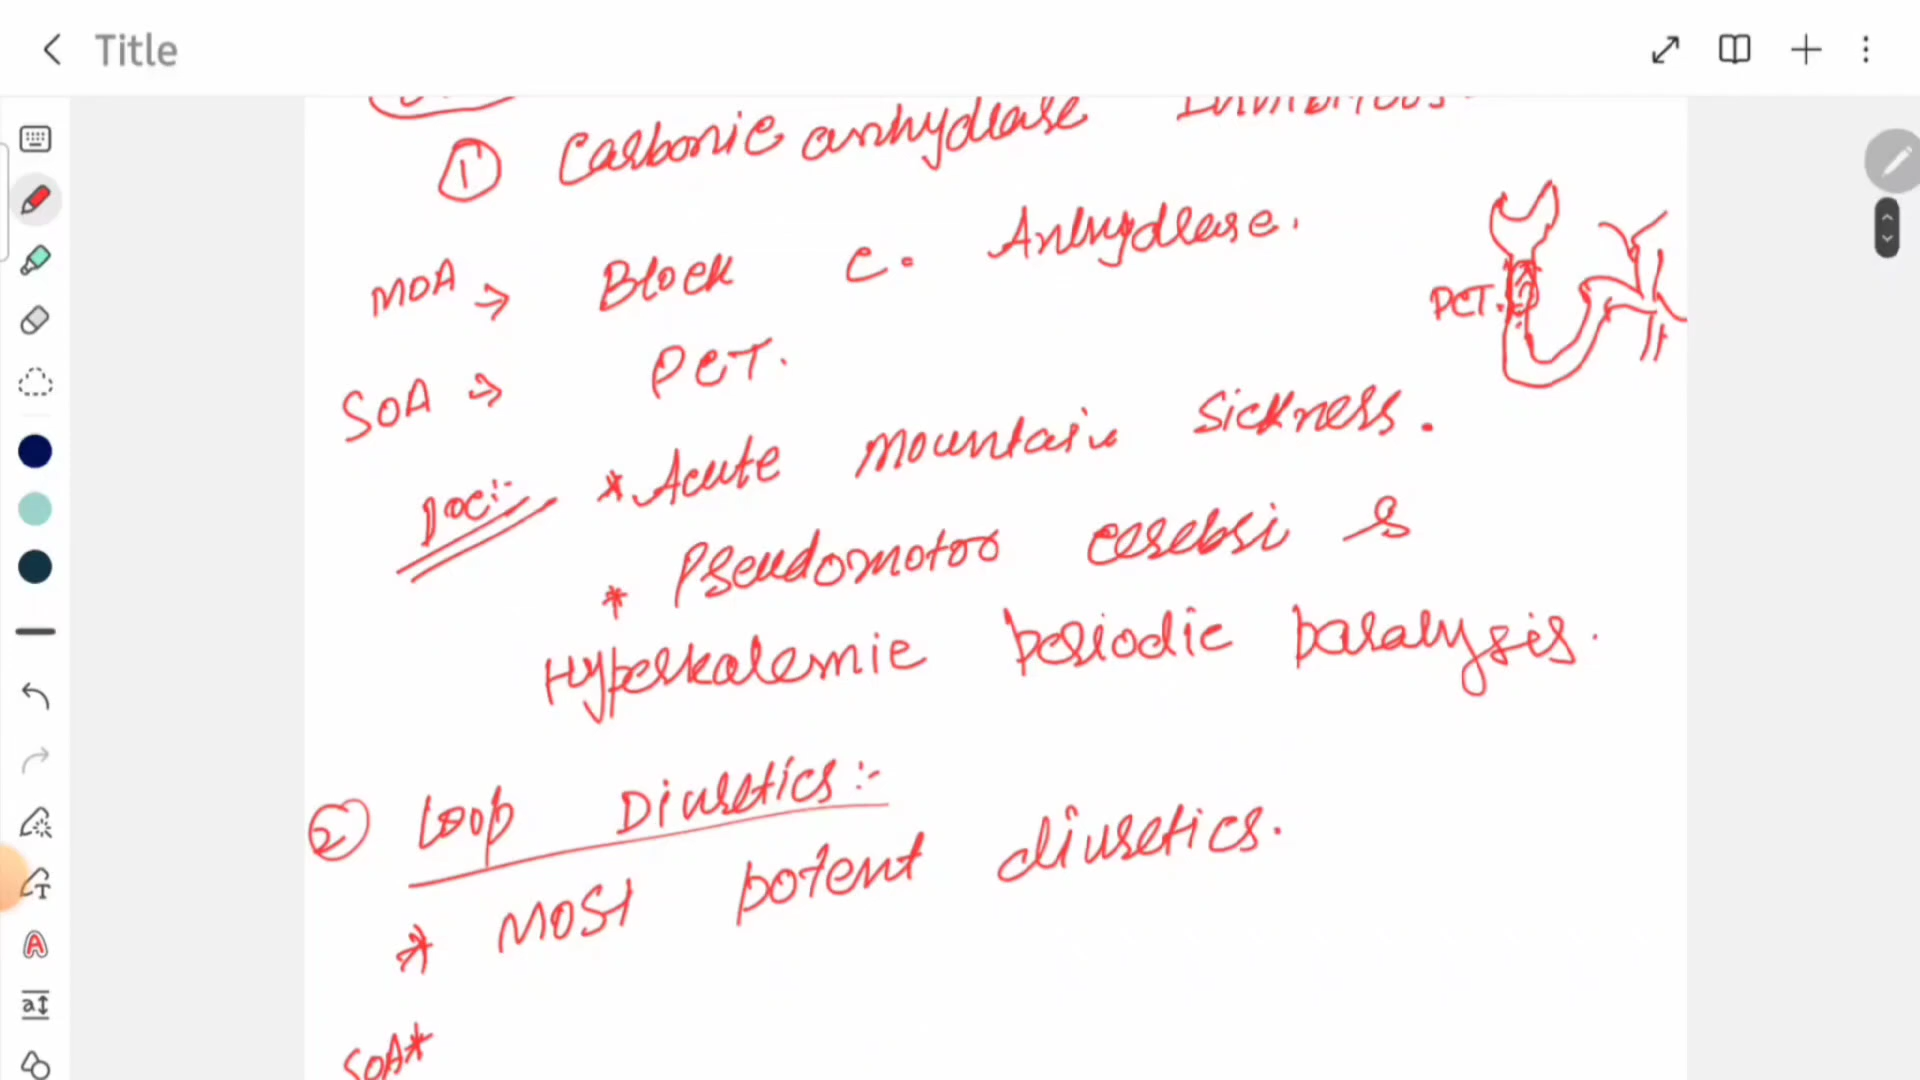 Title
① Carbonic anhydrase Inhibitors
MOA → Block C. Anhydrase.
PCT.
SOA → PCT.
DOC:- * Acute mountain sickness.
* Pseudomotor cerebri &
Hyperkalemic periodic paralysis.
② Loop Diuretics:-
* Most potent diuretics.
SOA*